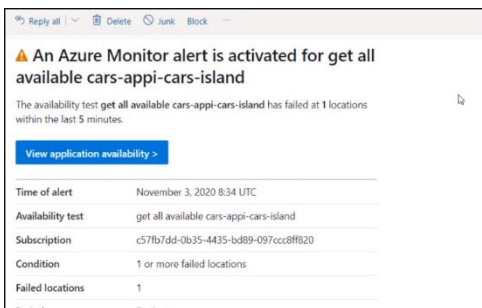 Reply all Delete Junk Block ...
An Azure Monitor alert is activated for get all
available cars-appi-cars-island
The availability test get all available cars-appi-cars-island has failed at 1 locations
within the last 5 minutes.
View application availability >
Time of alert November 3, 2020 8:34 UTC
Availability test get all available cars-appi-cars-island
Subscription c57fb7dd-0b35-4435-bd89-097ccc8ff820
Condition 1 or more failed locations
Failed locations 1